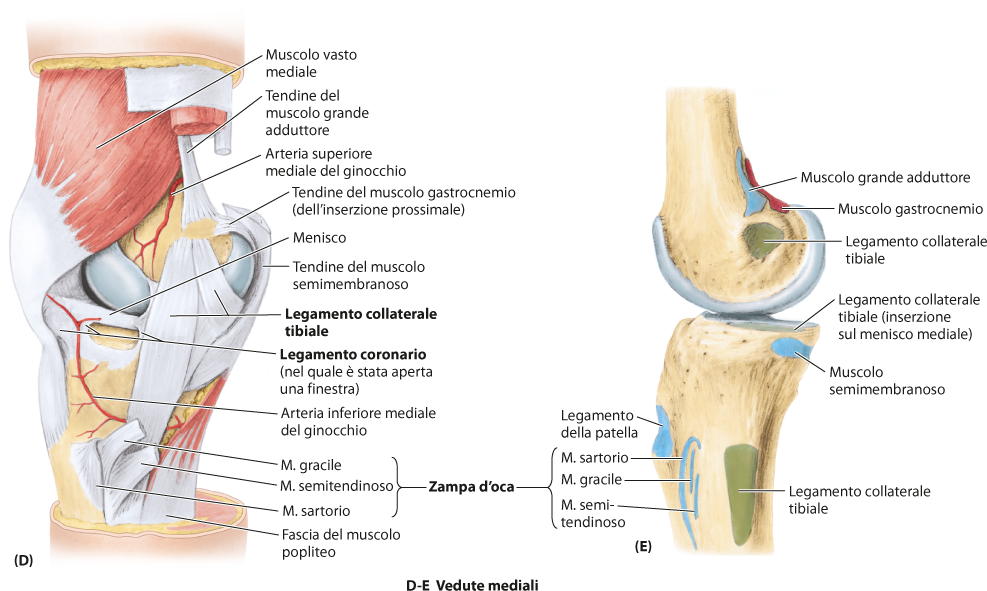 Muscolo vasto
mediale
Tendine del
muscolo grande
adduttore
Arteria superiore
mediale del ginocchio
Tendine del muscolo gastrocnemio
(dell'inserzione prossimale)
Menisco
Tendine del muscolo
semimembranoso
Legamento collaterale
tibiale
Legamento coronario
(nel quale è stata aperta
una finestra)
Arteria inferiore mediale
del ginocchio
M. gracile
M. semitendinoso
M. sartorio
Fascia del muscolo
popliteo
Zampa d'oca
(D)
Muscolo grande adduttore
Muscolo gastrocnemio
Legamento collaterale
tibiale
Legamento collaterale
tibiale (inserzione
sul menisco mediale)
Muscolo
semimembranoso
Legamento
della patella
M. sartorio
M. gracile
M. semi-
tendinoso
Legamento collaterale
tibiale
(E)
D-E Vedute mediali